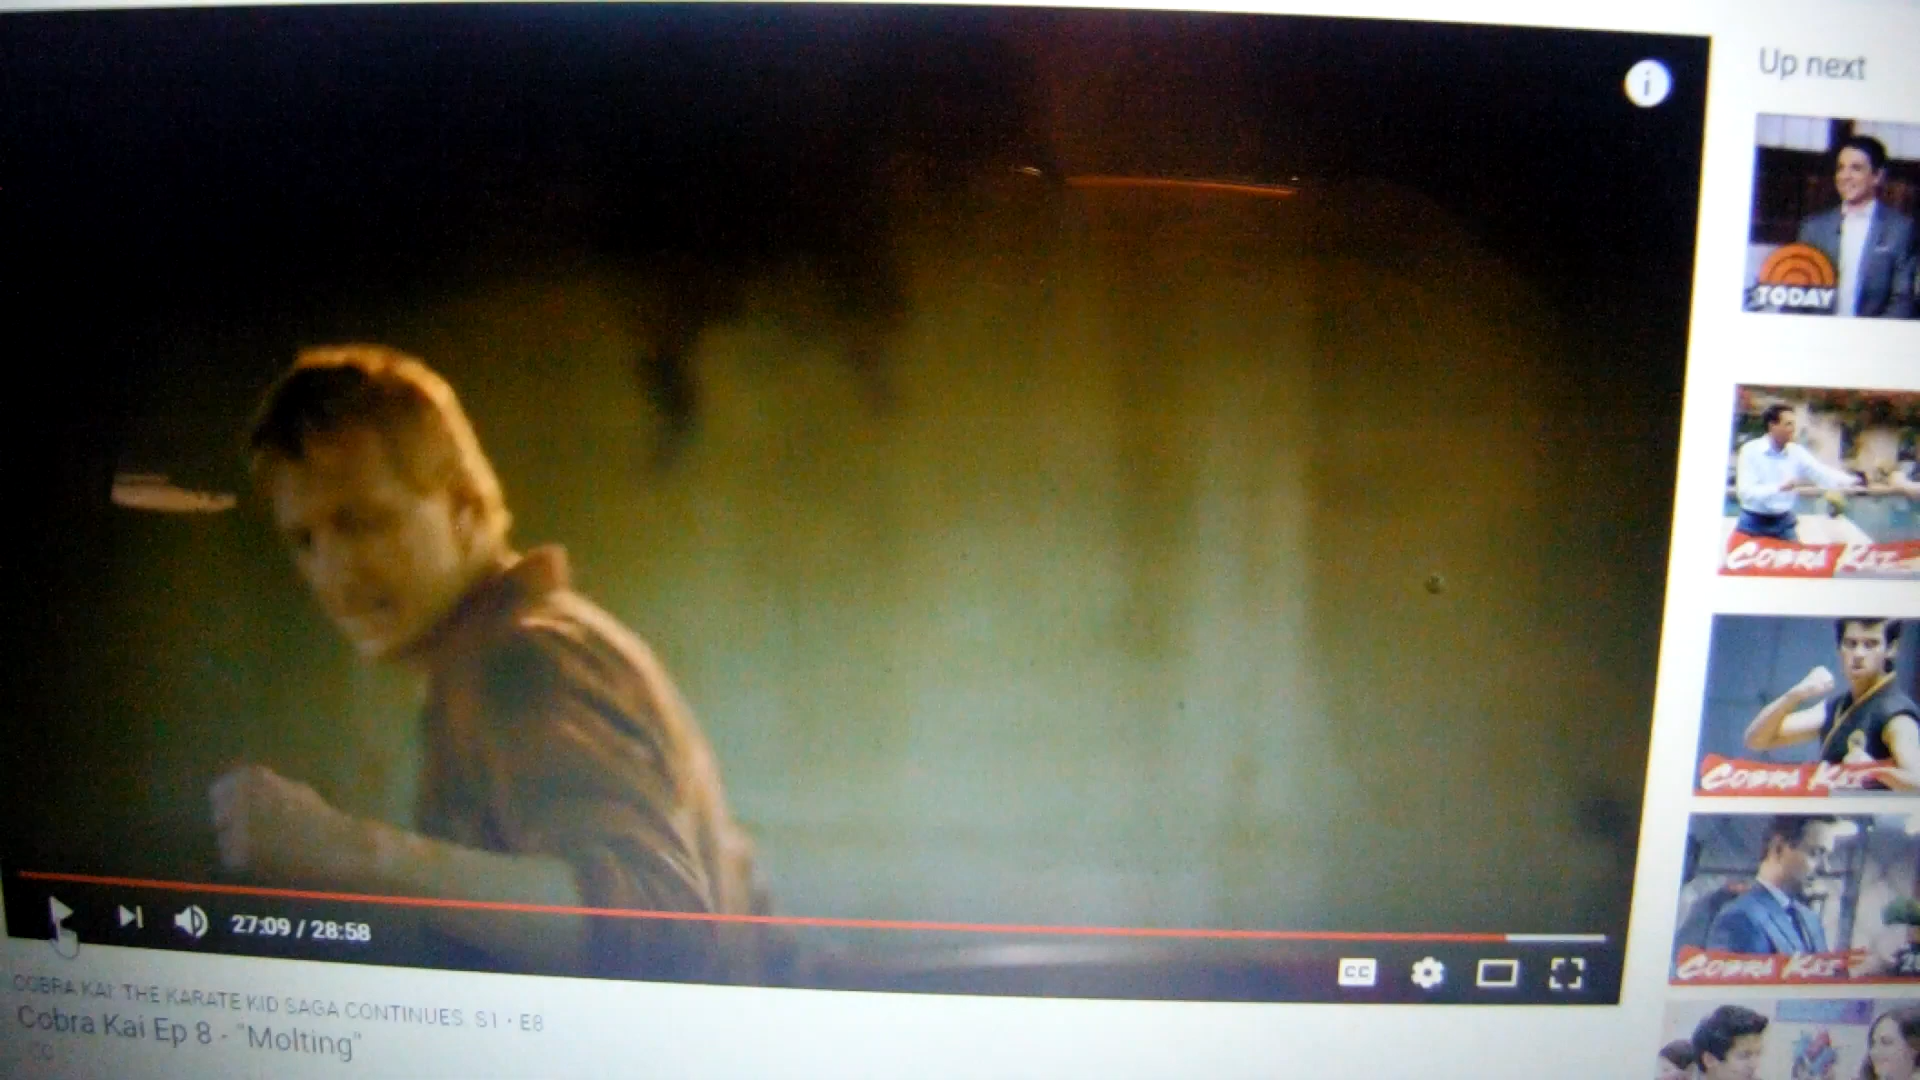 Up next
TODAY
COBRA KAI
COBRA KAI
COBRA KAI
27:09 / 28:58
CC
COBRA KAI: THE KARATE KID SAGA CONTINUES S1 • E8
Cobra Kai Ep 8 - "Molting"
CC